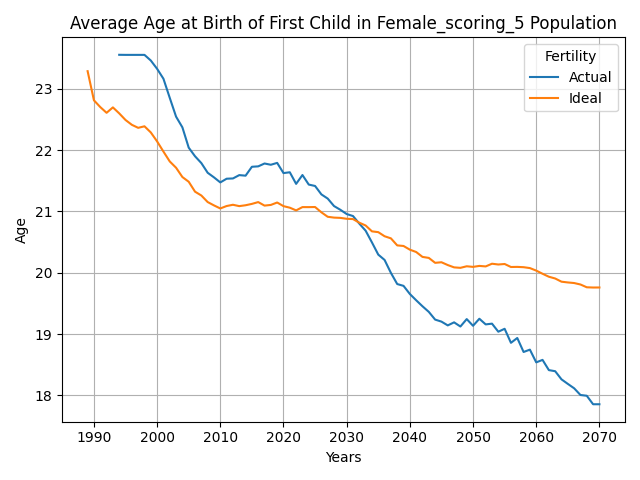 Average Age at Birth of First Child in Female_scoring_5 Population
Fertility
Actual
Ideal
Age
23
22
21
20
19
18
1990 2000 2010 2020 2030 2040 2050 2060 2070
Years